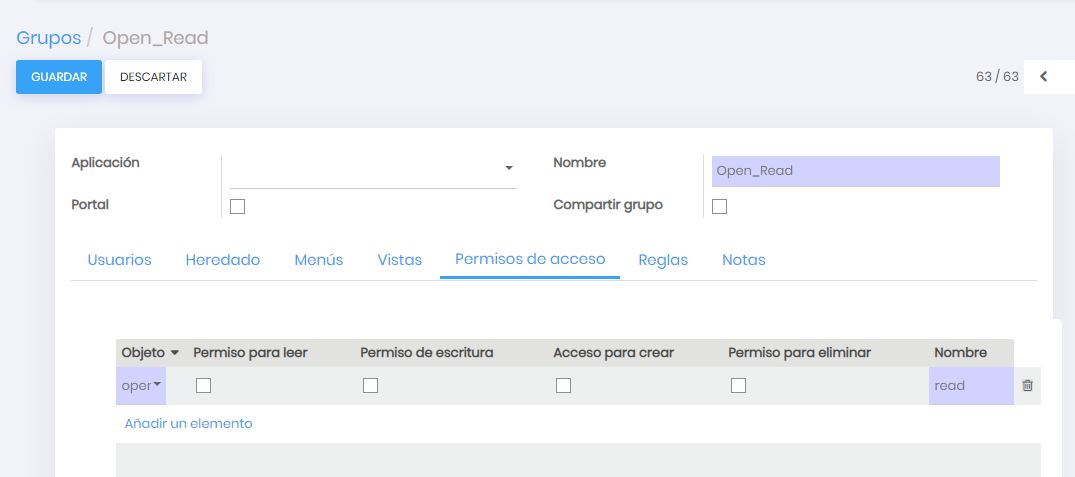 Grupos / Open_Read
GUARDAR DESCARTAR 63 / 63
Aplicación Nombre Open_Read
Portal Compartir grupo
Usuarios Heredado Menús Vistas Permisos de acceso Reglas Notas
Objeto Permiso para leer Permiso de escritura Acceso para crear Permiso para eliminar Nombre
oper read
Añadir un elemento